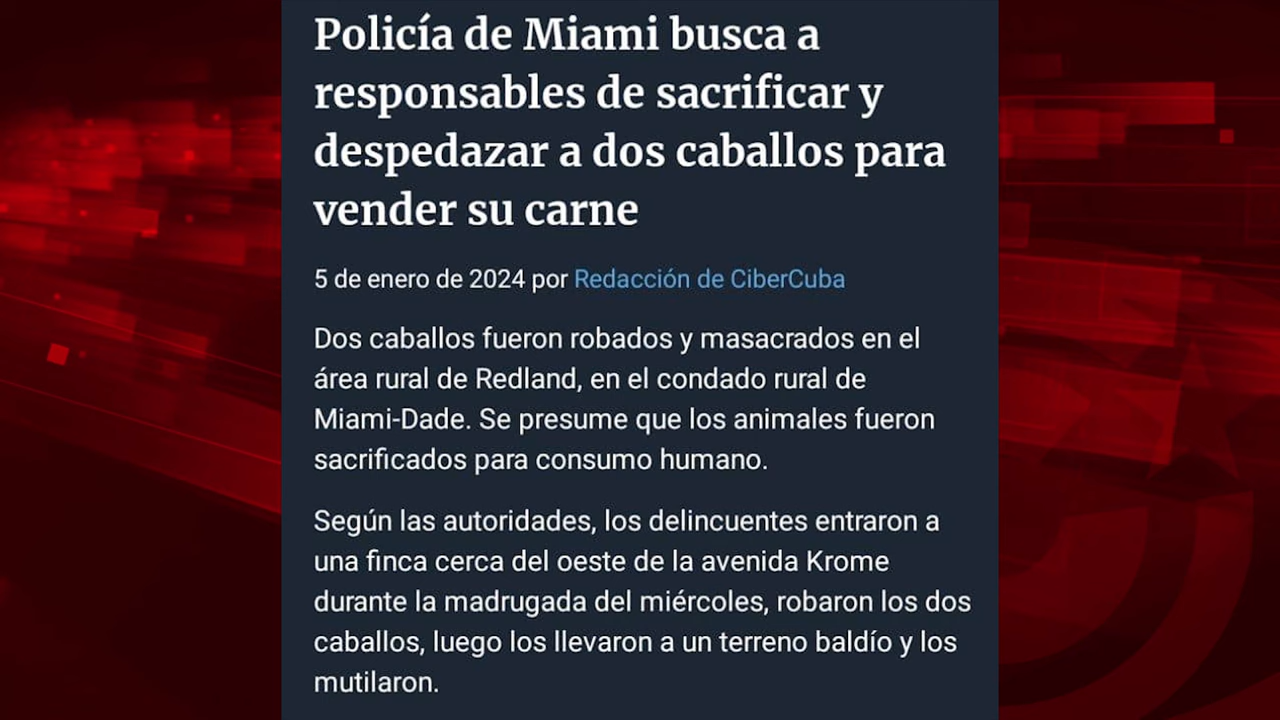 Policía de Miami busca a
responsables de sacrificar y
despedazar a dos caballos para
vender su carne
5 de enero de 2024 por Redacción de CiberCuba
Dos caballos fueron robados y masacrados en el
área rural de Redland, en el condado rural de
Miami-Dade. Se presume que los animales fueron
sacrificados para consumo humano.
Según las autoridades, los delincuentes entraron a
una finca cerca del oeste de la avenida Krome
durante la madrugada del miércoles, robaron los dos
caballos, luego los llevaron a un terreno baldío y los
mutilaron.